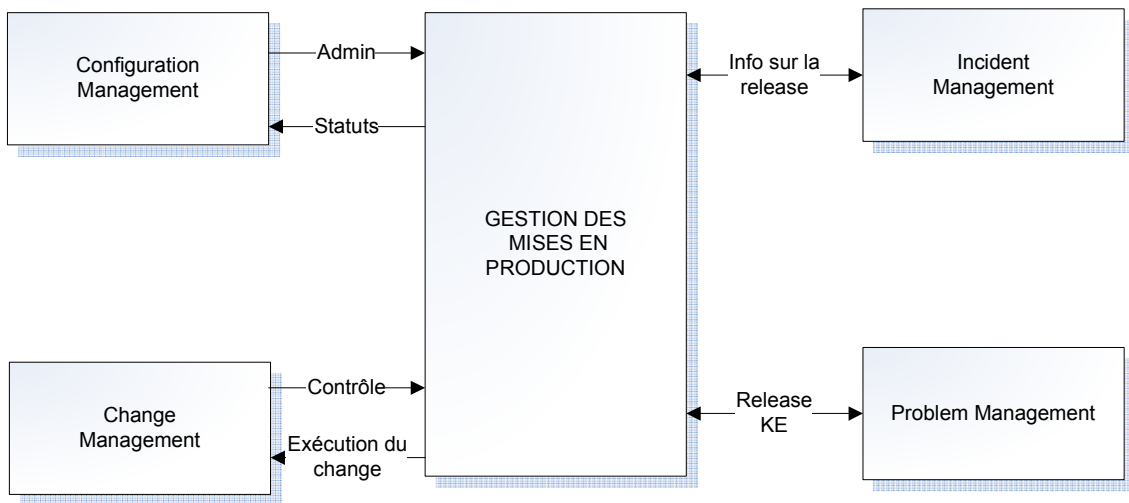 Configuration
Management
Admin
Statuts
GESTION DES
MISES EN
PRODUCTION
Info sur la
release
Incident
Management
Change
Management
Contrôle
Exécution du
change
Release
KE
Problem Management